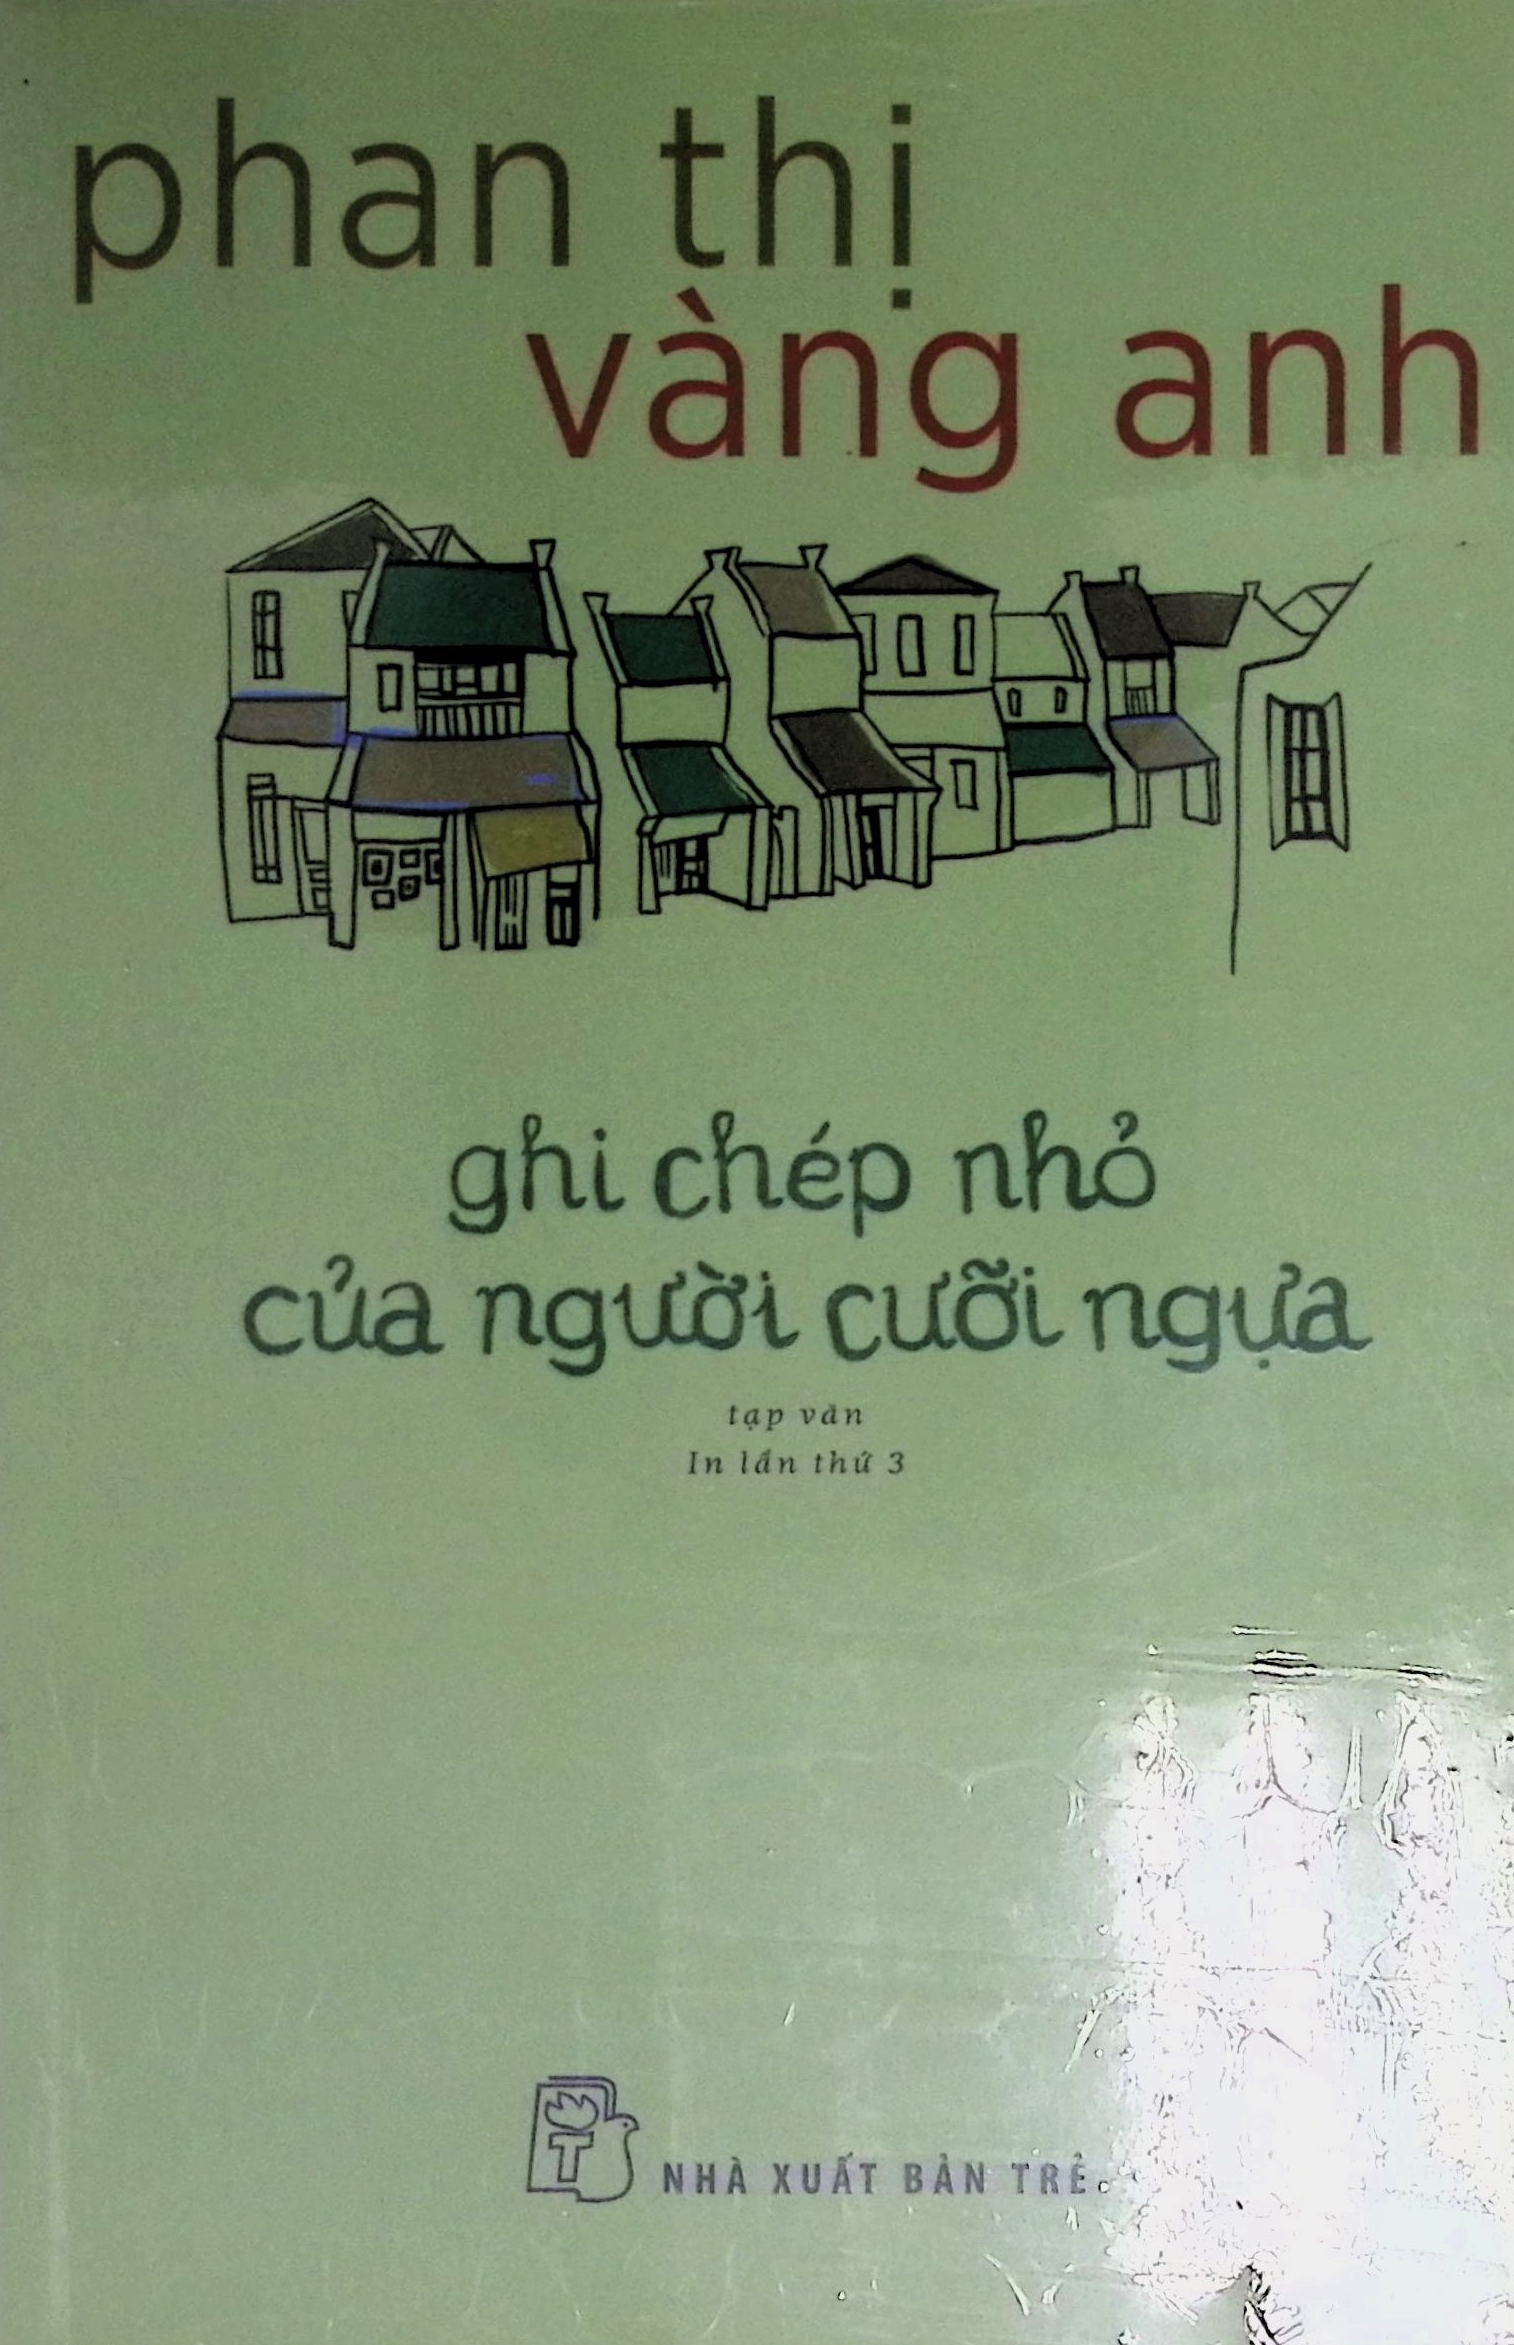 phan thị
vàng anh
ghi chép nhỏ
của người cưỡi ngựa
tạp văn
In lần thứ 3
T
NHÀ XUẤT BẢN TRẺ